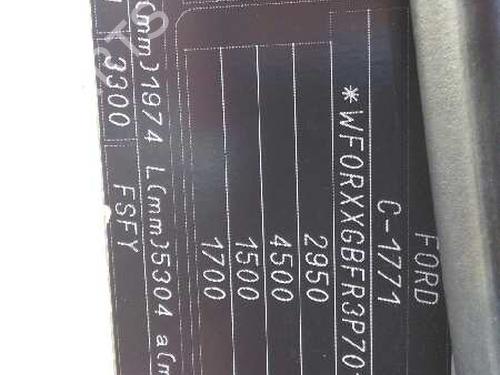 FORD
C-1771
*WF0RXXGBFR3P70
2950
4500
1500
1700
(mm)1974 L(mm)5304 a(m
3300 FSFY